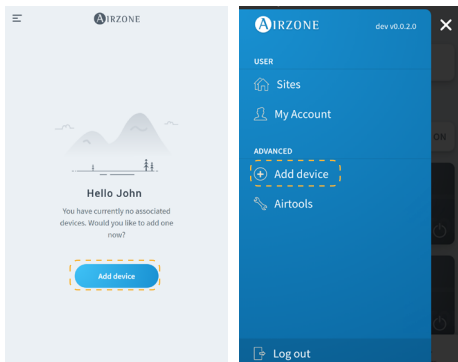 AIRZONE
Hello John
You have currently no associated
devices. Would you like to add one
now?
Add device
AIRZONE
dev v0.0.2.0
USER
Sites
My Account
ADVANCED
Add device
Airtools
Log out
ON